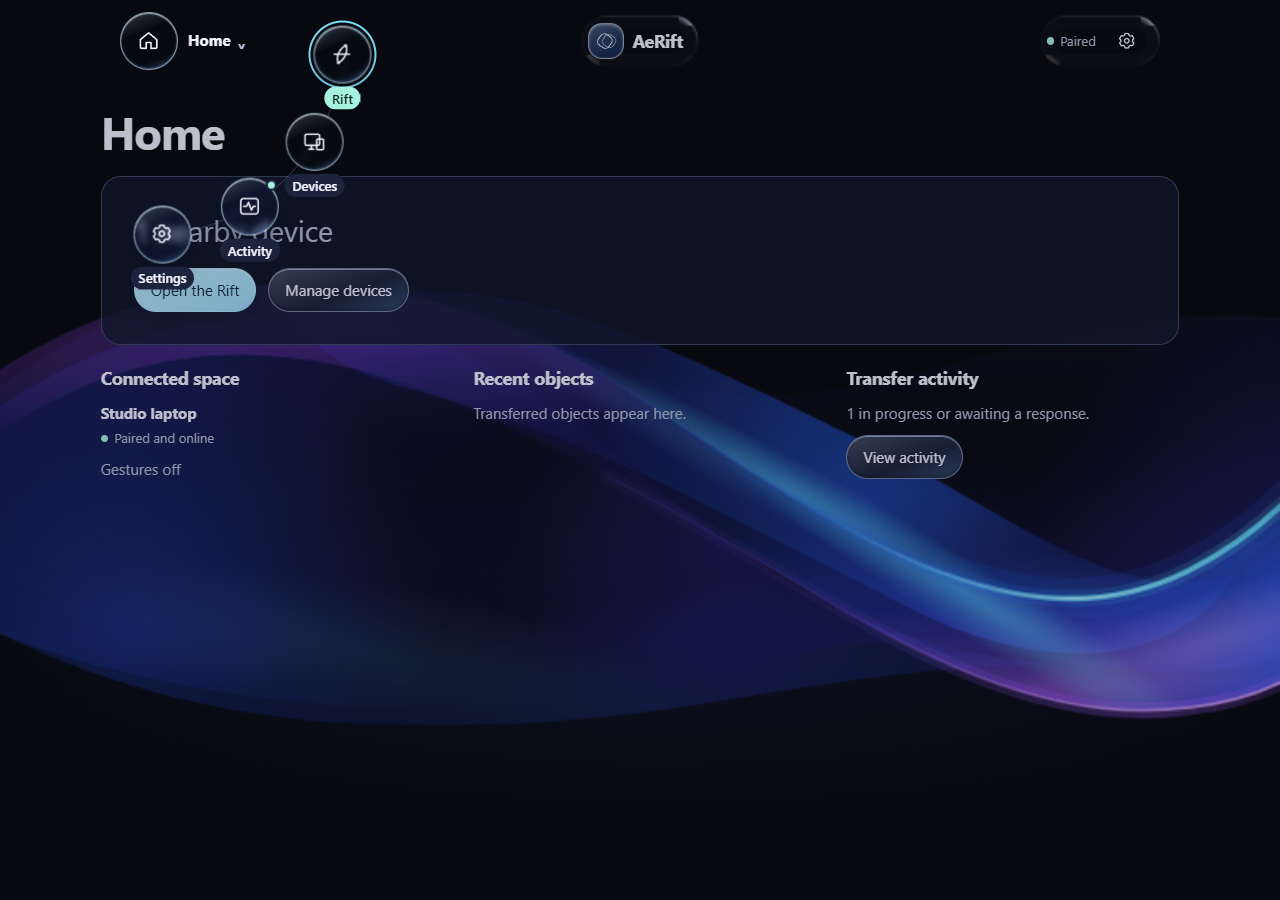 Home
AeRift
Paired
Rift
Home
Devices
arby device
Activity
Settings
Open the Rift
Manage devices
Connected space
Studio laptop
Paired and online
Gestures off
Recent objects
Transferred objects appear here.
Transfer activity
1 in progress or awaiting a response.
View activity